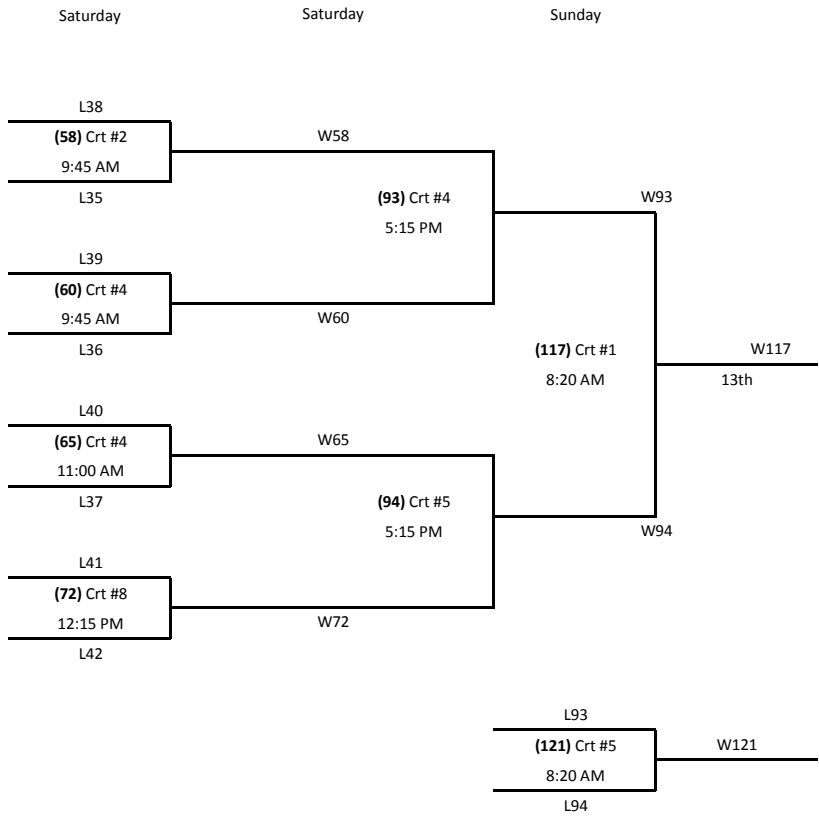 Saturday
Saturday
Sunday
L38
(58) Crt #2
W58
9:45 AM
L35
(93) Crt #4
W93
5:15 PM
L39
(60) Crt #4
9:45 AM
W60
L36
(117) Crt #1
W117
8:20 AM
13th
L40
(65) Crt #4
W65
11:00 AM
L37
(94) Crt #5
5:15 PM
W94
L41
(72) Crt #8
12:15 PM
W72
L42
L93
(121) Crt #5
W121
8:20 AM
L94